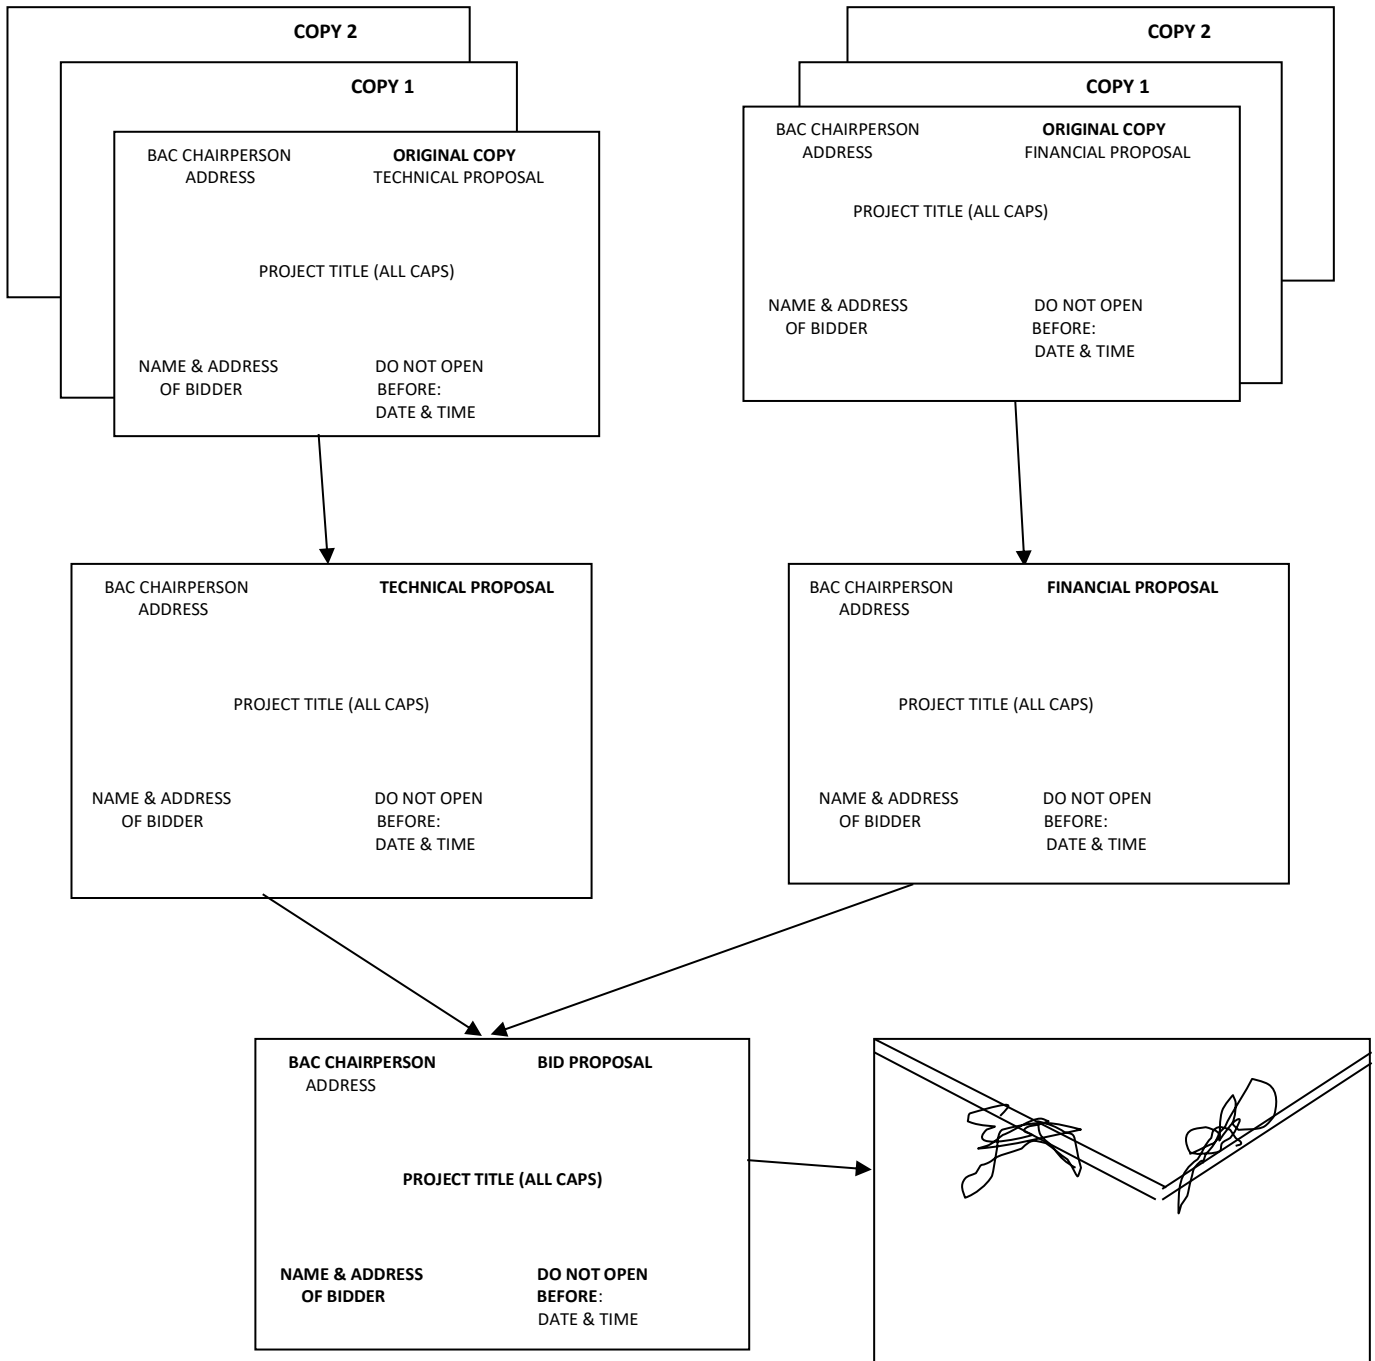 COPY 2
COPY 1
BAC CHAIRPERSON ORIGINAL COPY
ADDRESS TECHNICAL PROPOSAL
PROJECT TITLE (ALL CAPS)
NAME & ADDRESS DO NOT OPEN
OF BIDDER BEFORE:
DATE & TIME
COPY 2
COPY 1
BAC CHAIRPERSON ORIGINAL COPY
ADDRESS FINANCIAL PROPOSAL
PROJECT TITLE (ALL CAPS)
NAME & ADDRESS DO NOT OPEN
OF BIDDER BEFORE:
DATE & TIME
BAC CHAIRPERSON TECHNICAL PROPOSAL
ADDRESS
PROJECT TITLE (ALL CAPS)
NAME & ADDRESS DO NOT OPEN
OF BIDDER BEFORE:
DATE & TIME
BAC CHAIRPERSON FINANCIAL PROPOSAL
ADDRESS
PROJECT TITLE (ALL CAPS)
NAME & ADDRESS DO NOT OPEN
OF BIDDER BEFORE:
DATE & TIME
BAC CHAIRPERSON BID PROPOSAL
ADDRESS
PROJECT TITLE (ALL CAPS)
NAME & ADDRESS DO NOT OPEN
OF BIDDER BEFORE:
DATE & TIME